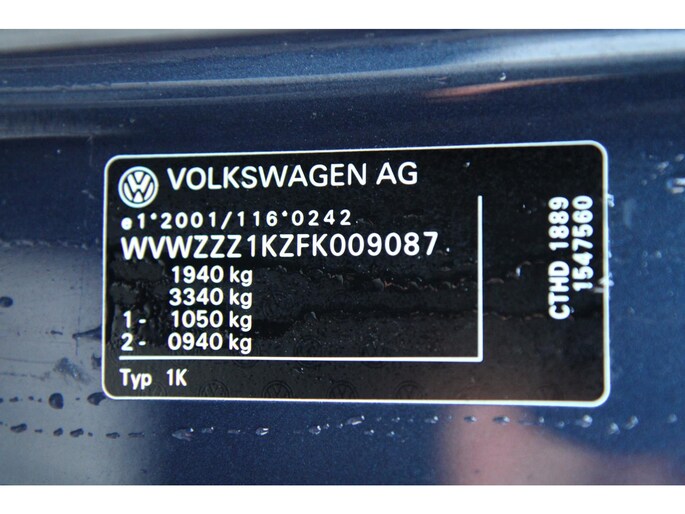 VOLKSWAGEN AG
e1*2001/116*0242
WVWZZZ1KZFK009087
1940 kg
3340 kg
1- 1050 kg
2- 0940 kg
Typ 1K
CTHD 1889
1547560